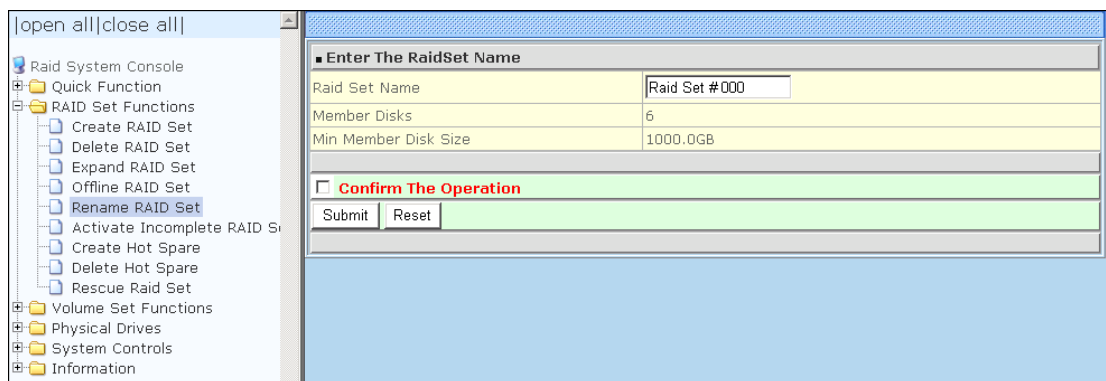 |open all|close all|
Raid System Console
Quick Function
RAID Set Functions
Create RAID Set
Delete RAID Set
Expand RAID Set
Offline RAID Set
Rename RAID Set
Activate Incomplete RAID
Create Hot Spare
Delete Hot Spare
Rescue Raid Set
Volume Set Functions
Physical Drives
System Controls
Information
Enter The RaidSet Name
Raid Set Name Raid Set #000
Member Disks 6
Min Member Disk Size 1000.0GB
Confirm The Operation
Submit Reset